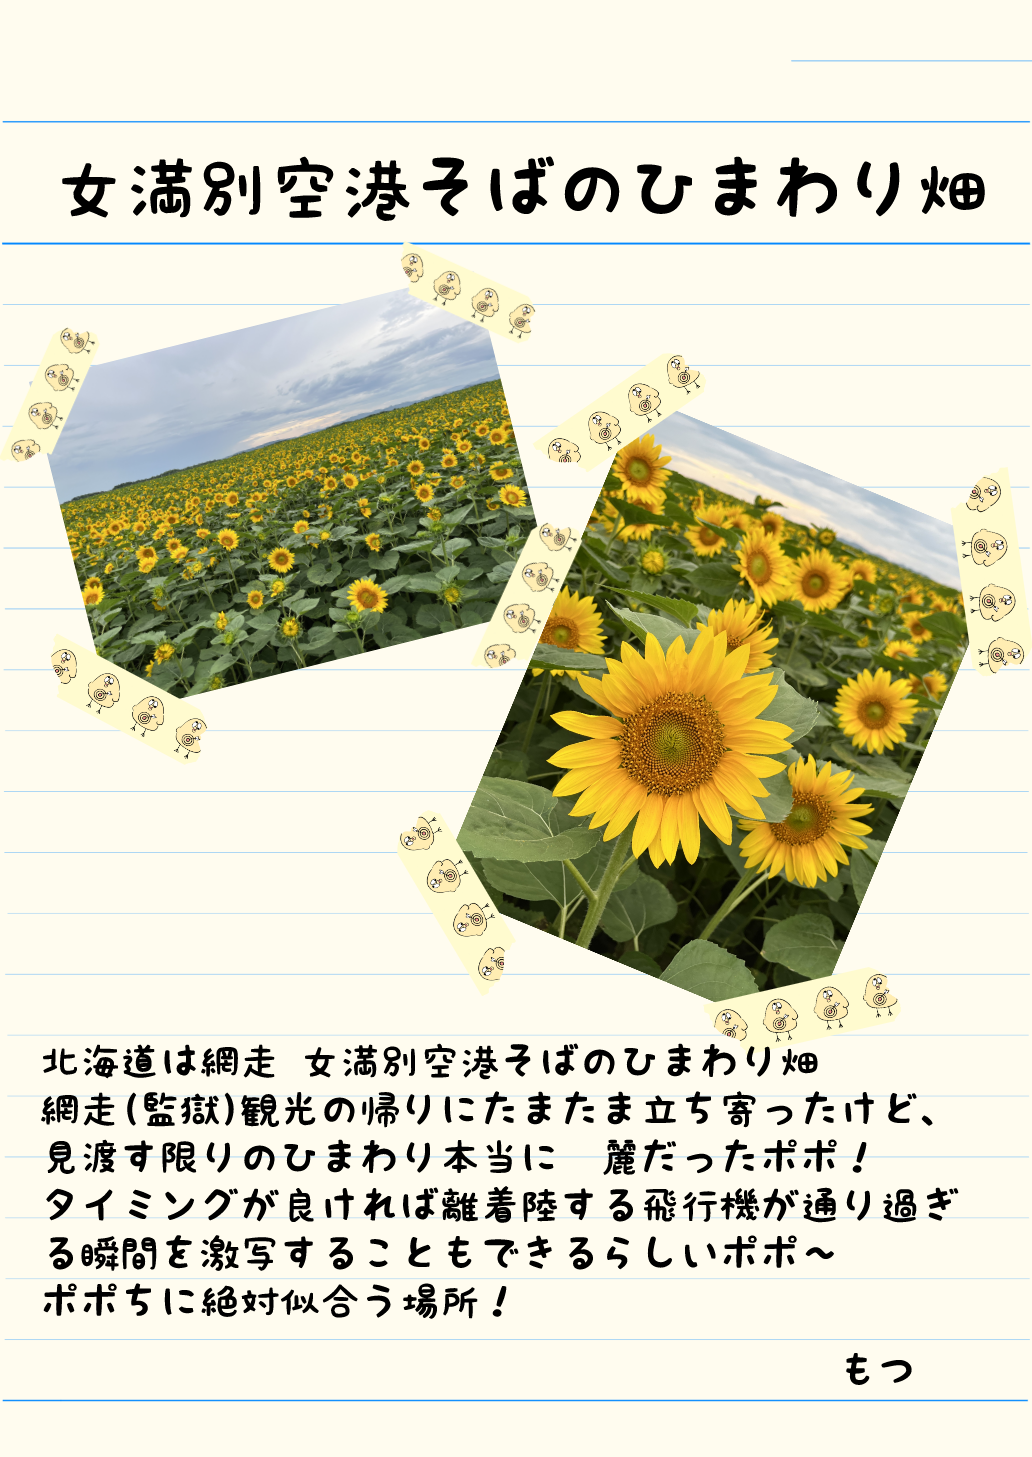 女満別空港そばのひまわり畑
北海道は網走 女満別空港そばのひまわり畑
網走(監獄)観光の帰りにたまたま立ち寄ったけど、
見渡す限りのひまわり本当に　麗だったポポ！
タイミングが良ければ離着陸する飛行機が通り過ぎ
る瞬間を激写することもできるらしいポポ～
ポポちに絶対似合う場所！
もつ